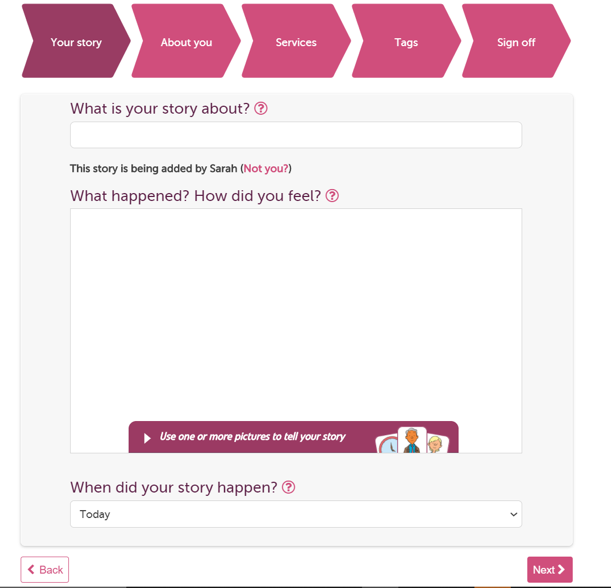 Your story
About you
Services
Tags
Sign off
What is your story about? ?
This story is being added by Sarah (Not you?)
What happened? How did you feel? ?
Use one or more pictures to tell your story
When did your story happen? ?
Today
Back
Next